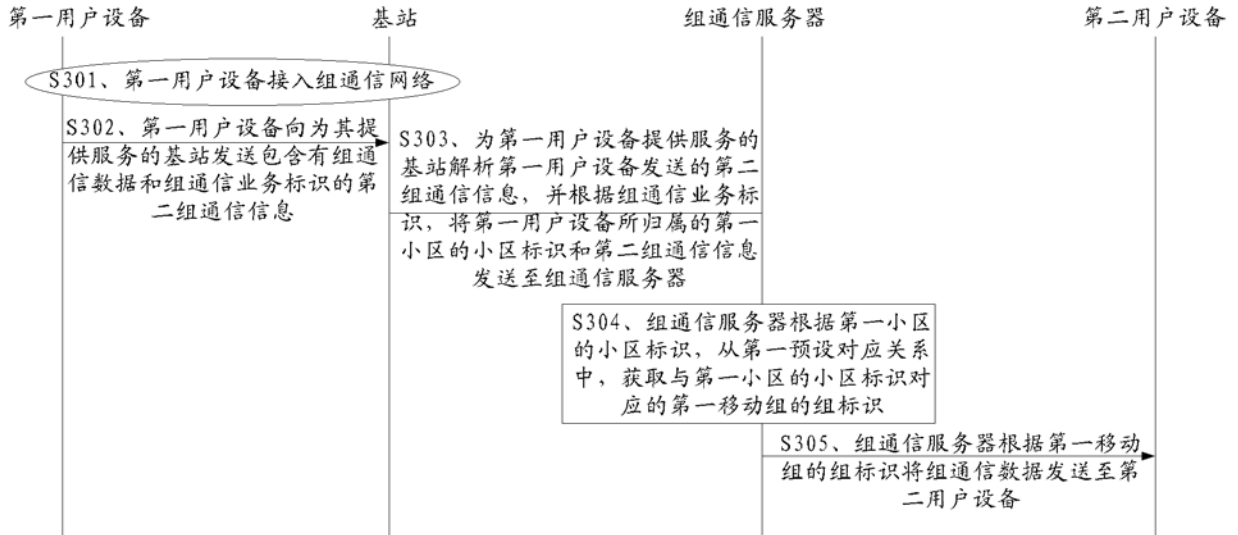 第一用户设备
基站
组通信服务器
第二用户设备
S301、第一用户设备接入组通信网络
S302、第一用户设备向为其提
供服务的基站发送包含有组通
信数据和组通信业务标识的第
二组通信信息
S303、为第一用户设备提供服务的
基站解析第一用户设备发送的第二
组通信信息，并根据组通信业务标
识，将第一用户设备所归属的第一
小区的小区标识和第二组通信信息
发送至组通信服务器
S304、组通信服务器根据第一小区
的小区标识，从第一预设对应关系
中，获取与第一小区的小区标识对
应的第一移动组的组标识
S305、组通信服务器根据第一移动
组的组标识将组通信数据发送至第
二用户设备